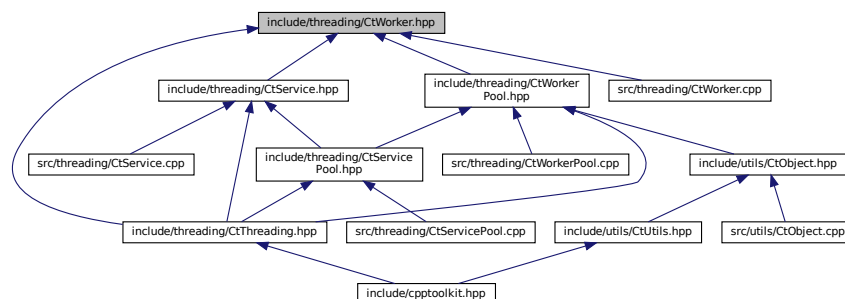 include/threading/CtWorker.hpp
include/threading/CtService.hpp
include/threading/CtWorker
Pool.hpp
src/threading/CtWorker.cpp
src/threading/CtService.cpp
include/threading/CtService
Pool.hpp
src/threading/CtWorkerPool.cpp
include/utils/CtObject.hpp
include/threading/CtThreading.hpp
src/threading/CtServicePool.cpp
include/utils/CtUtils.hpp
src/utils/CtObject.cpp
include/cpptoolkit.hpp